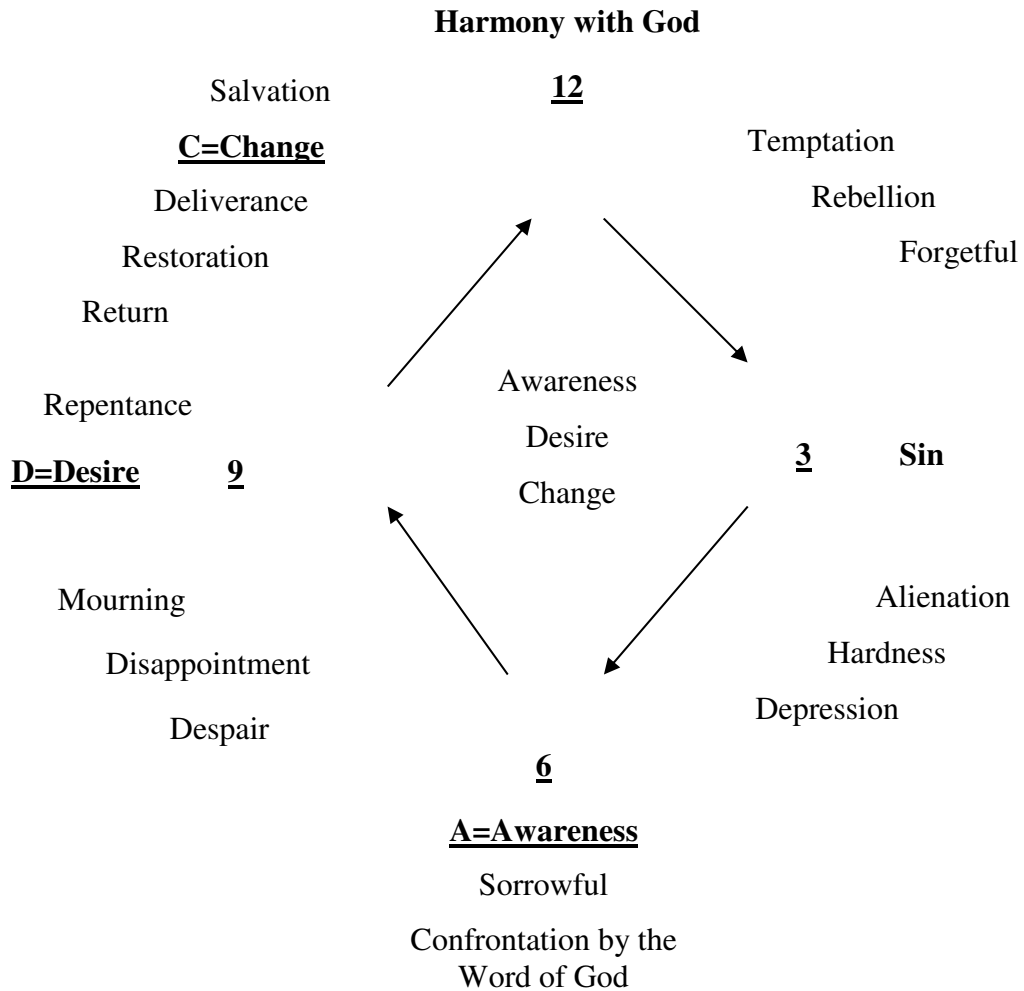 Harmony with God
12
Salvation
C=Change
Deliverance
Restoration
Return
Temptation
Rebellion
Forgetful
Repentance
D=Desire 9
Awareness
Desire
Change
3 Sin
Mourning
Disappointment
Despair
Alienation
Hardness
Depression
6
A=Awareness
Sorrowful
Confrontation by the
Word of God